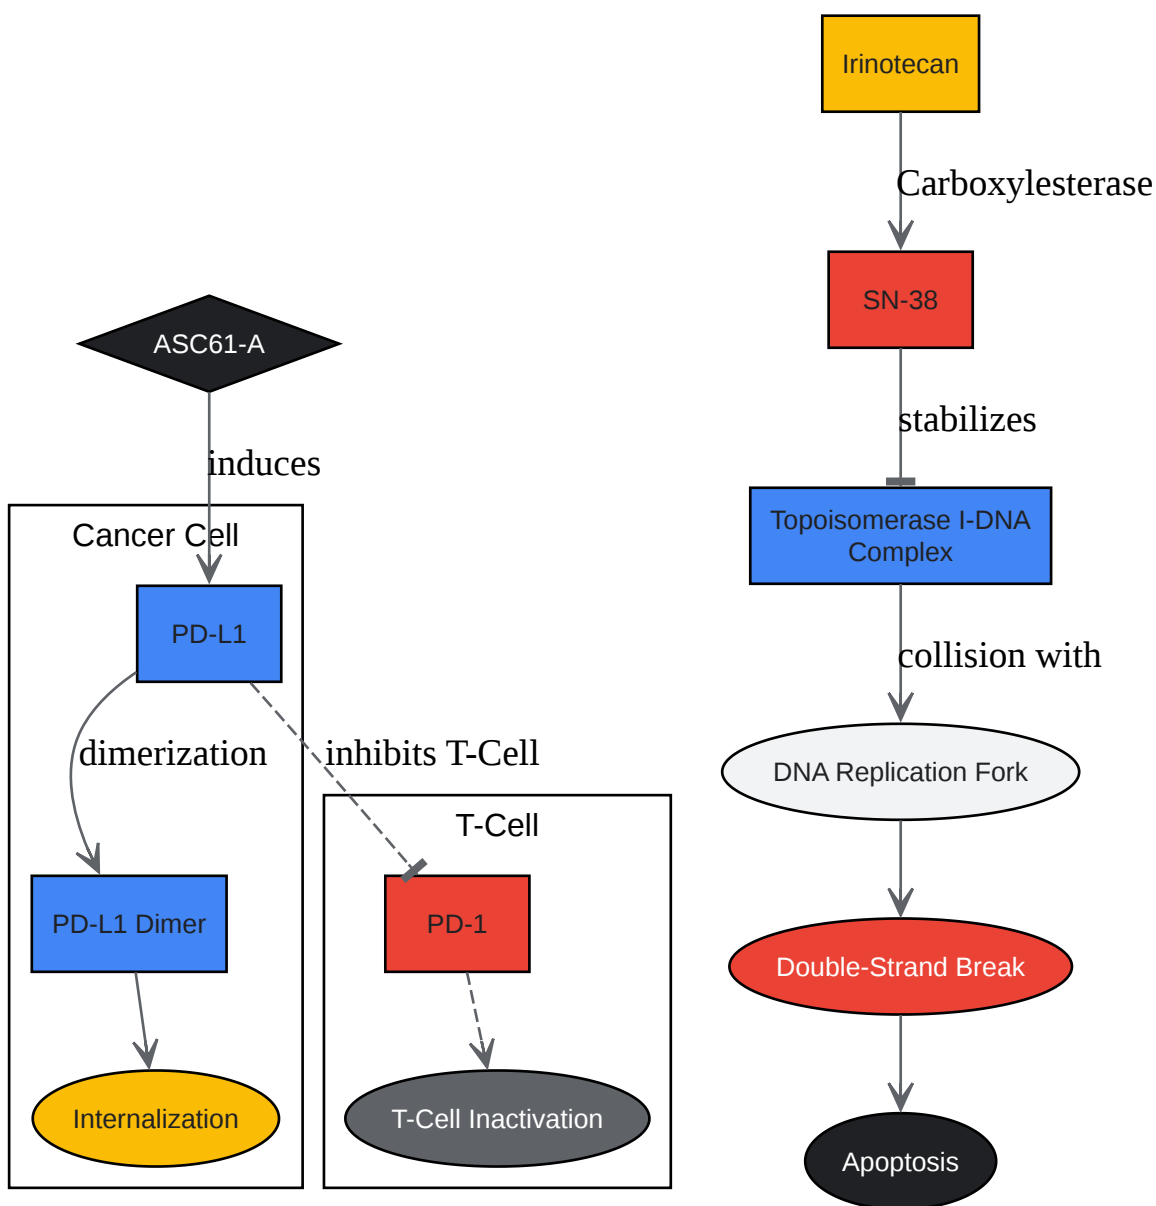 Irinotecan
Carboxylesterase
SN-38
stabilizes
Topoisomerase I-DNA
Complex
collision with
DNA Replication Fork
Double-Strand Break
Apoptosis
ASC61-A
induces
Cancer Cell
PD-L1
dimerization
inhibits T-Cell
PD-L1 Dimer
Internalization
T-Cell
PD-1
T-Cell Inactivation